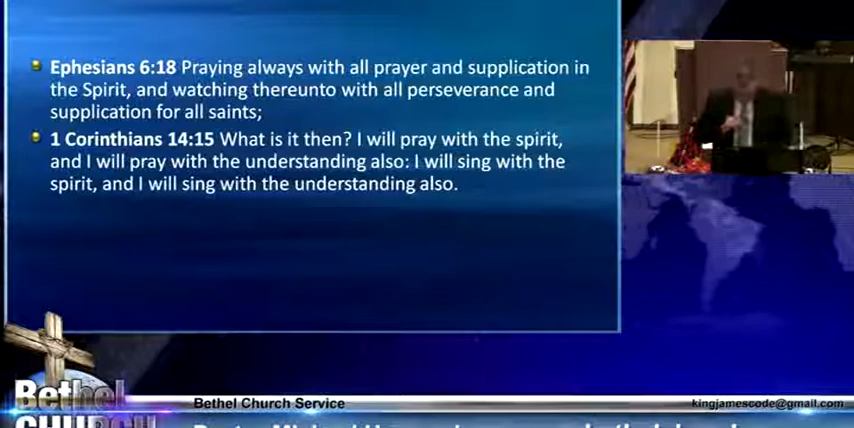 Ephesians 6:18 Praying always with all prayer and supplication in
the Spirit, and watching thereunto with all perseverance and
supplication for all saints;
1 Corinthians 14:15 What is it then? I will pray with the spirit,
and I will pray with the understanding also: I will sing with the
spirit, and I will sing with the understanding also.
Bethel
CHURCH
Bethel Church Service
kingjamescode@gmail.com